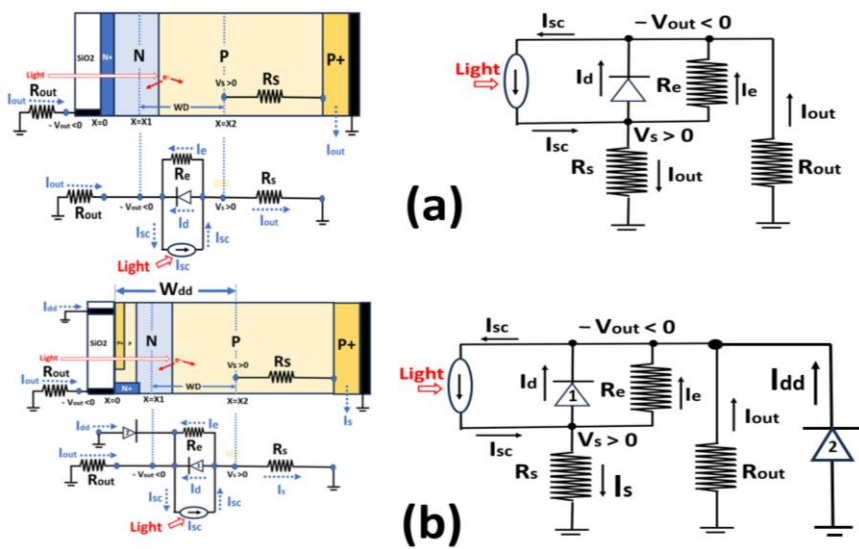 SiO2
N+
N
P
P+
Light
Vs>0
Rs
WD
Rout
Iout
- Vout <0
X=0
X=X1
X=X2
Iout
Ie
Re
Iout
Rout
- Vout <0
Id
Vs>0
Rs
Iout
Isc
Isc
Light
Isc
Isc
- Vout < 0
Light
Id
Re
Ie
Isc
Vs > 0
Rs
Iout
Iout
Rout
(a)
Wdd
Idd
SiO2
P+
P
N
P
P+
Light
Vs>0
Rs
WD
Iout
Rout
N+
- Vout <0
X=0
X=X1
X=X2
Is
Idd
Ie
Re
Iout
Rout
- Vout <0
Id
Vs>0
Rs
Is
Isc
Isc
Light
Isc
Isc
- Vout < 0
Light
Id
1
Re
Ie
Iout
Idd
Isc
Vs > 0
Rs
Is
Rout
2
(b)